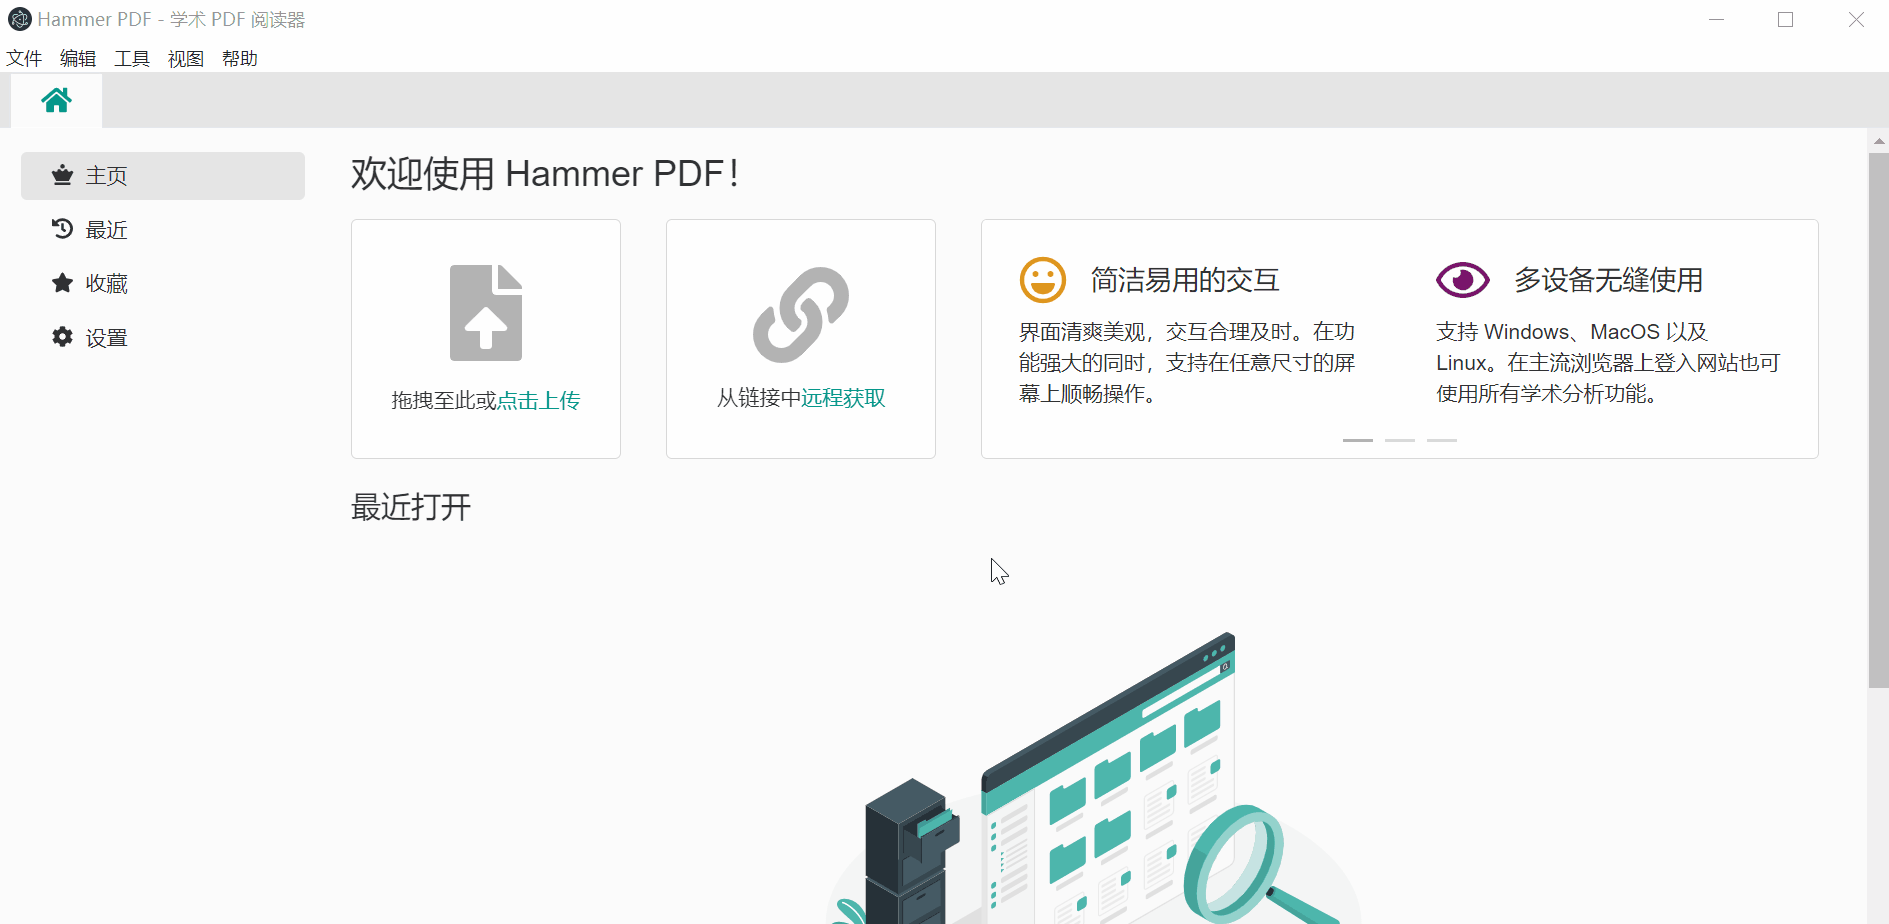 Hammer PDF - 学术 PDF 阅读器
文件 编辑 工具 视图 帮助
主页
最近
收藏
设置
欢迎使用 Hammer PDF！
拖拽至此或点击上传
从链接中远程获取
简洁易用的交互
界面清爽美观，交互合理及时。在功
能强大的同时，支持在任意尺寸的屏
幕上顺畅操作。
多设备无缝使用
支持 Windows、MacOS 以及
Linux。在主流浏览器上登入网站也可
使用所有学术分析功能。
最近打开